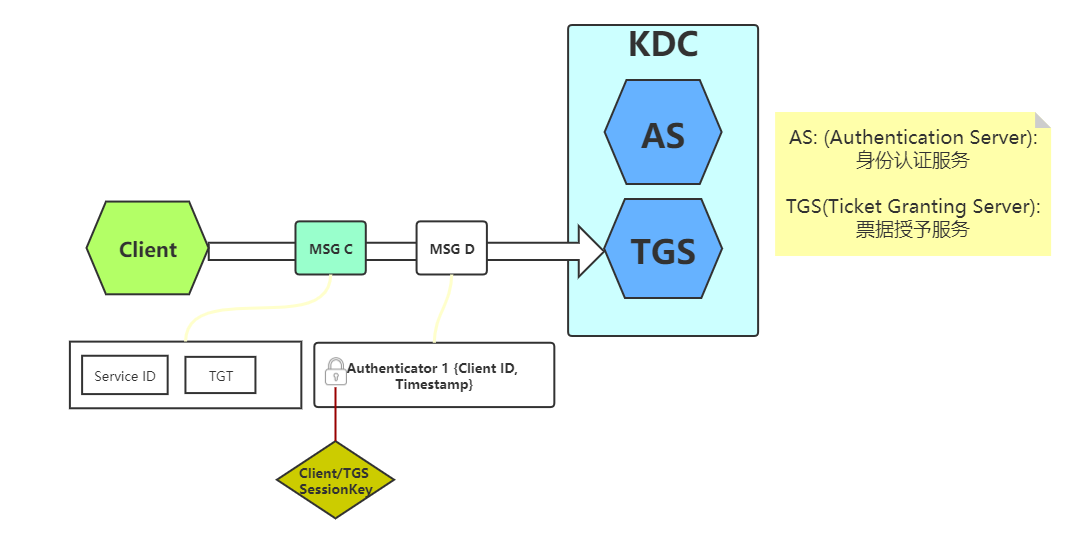 KDC
AS
AS: (Authentication Server):
身份认证服务
TGS(Ticket Granting Server):
票据授予服务
Client
MSG C
MSG D
TGS
Service ID
TGT
Authenticator 1 {Client ID,
Timestamp}
Client/TGS
SessionKey